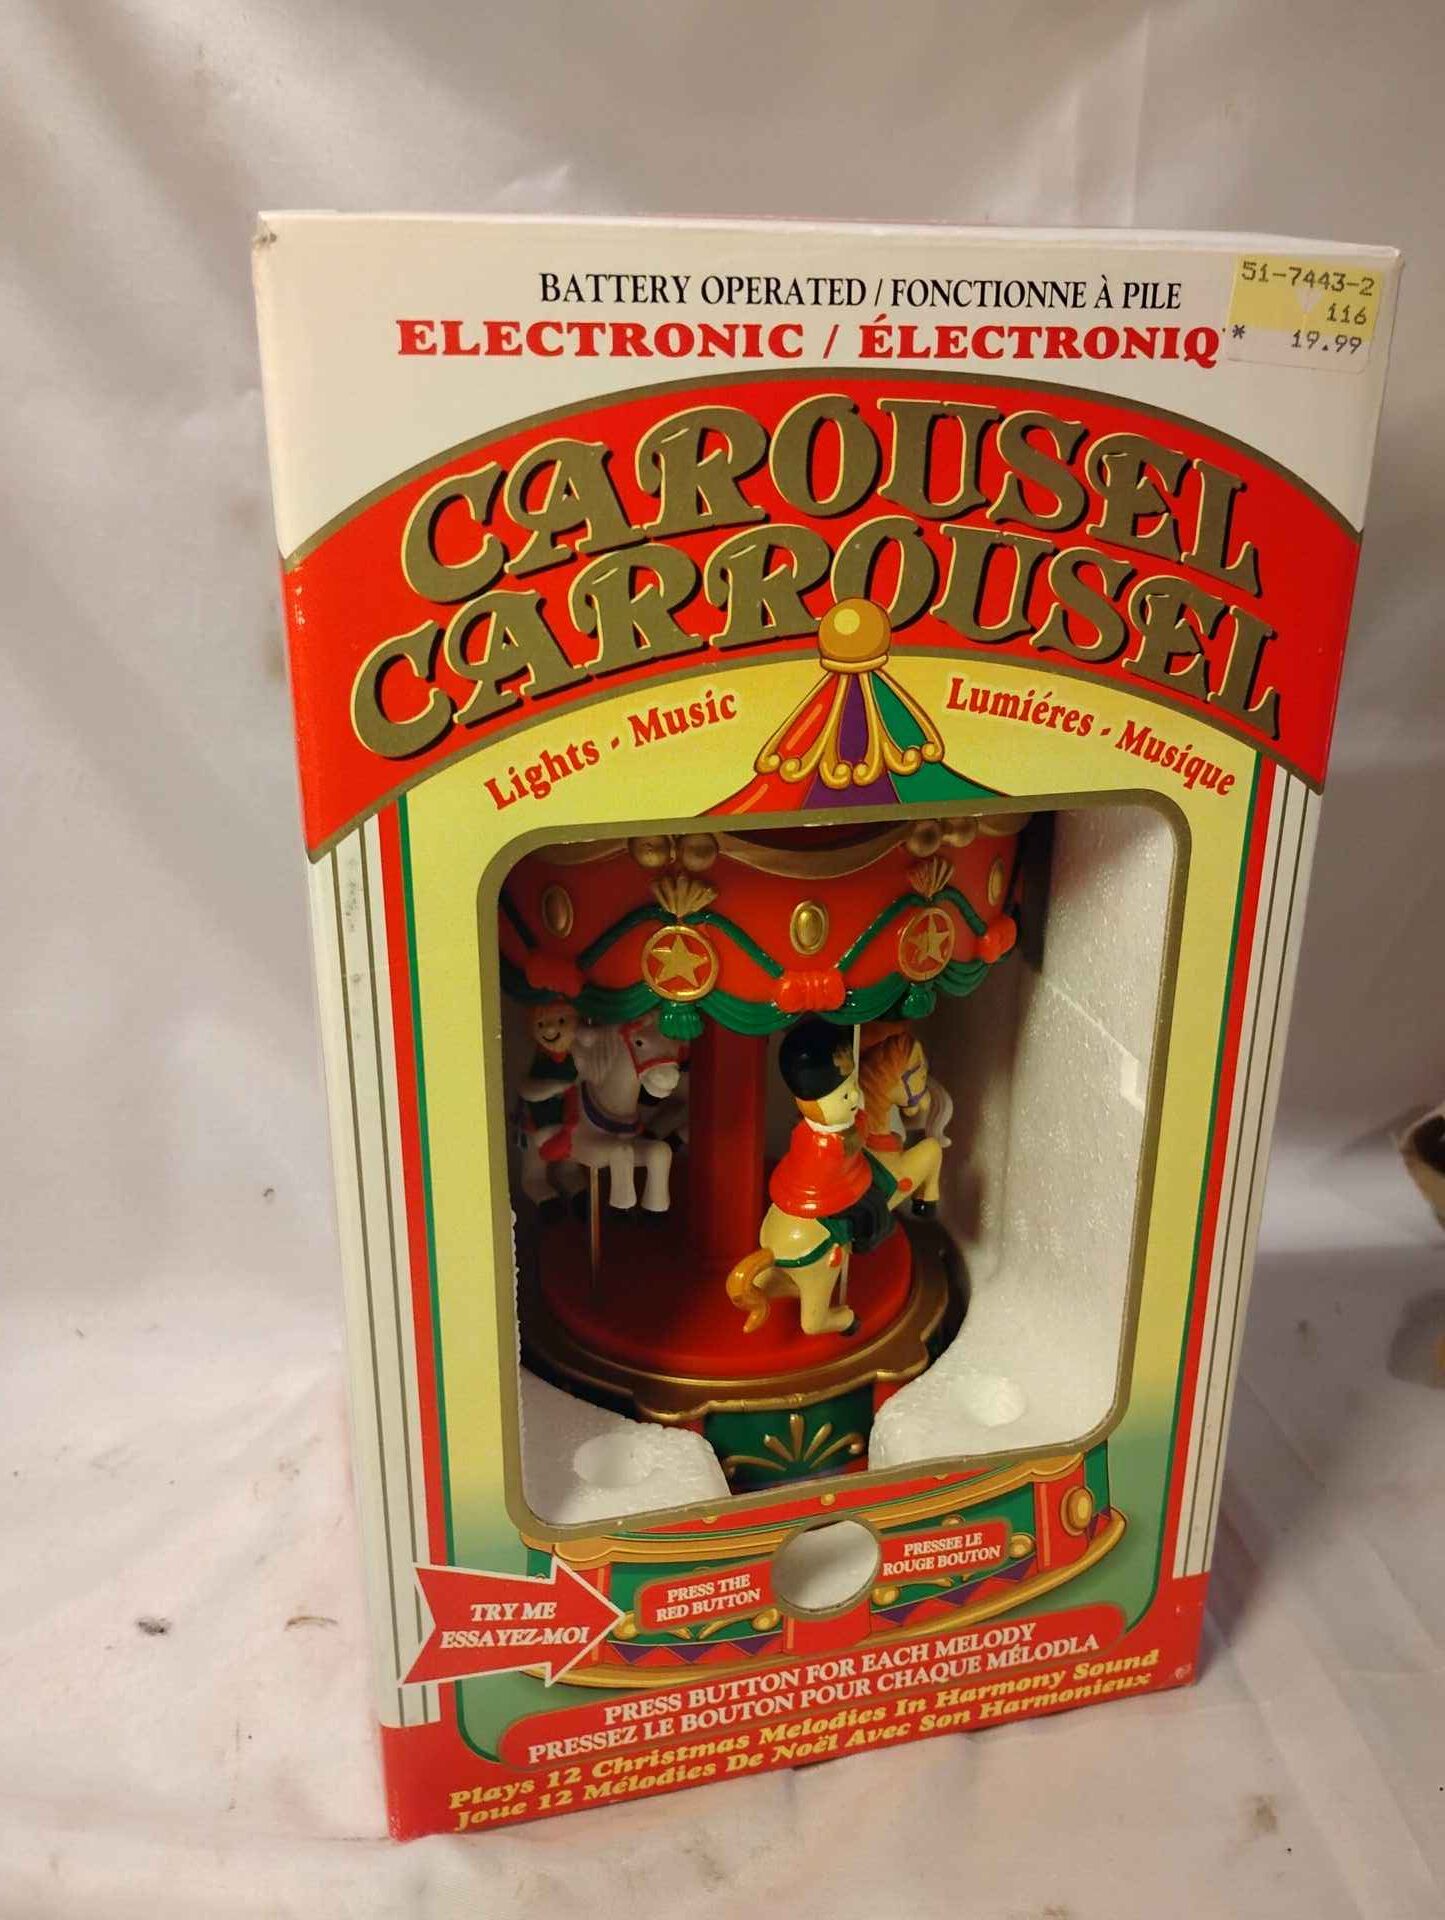 BATTERY OPERATED / FONCTIONNE À PILE
ELECTRONIC / ÉLECTRONIQ
51-7443-2
116
* 19.99
CAROUSEL
CARROUSEL
Lights - Music
Lumiéres - Musique
TRY ME
ESSAYEZ-MOI
PRESS THE
RED BUTTON
PRESSEE LE
ROUGE BOUTON
PRESS BUTTON FOR EACH MELODY
PRESSEZ LE BOUTON POUR CHAQUE MÉLODLA
Plays 12 Christmas Melodies In Harmony Sound
Joue 12 Mélodies De Noël Avec Son Harmonieux